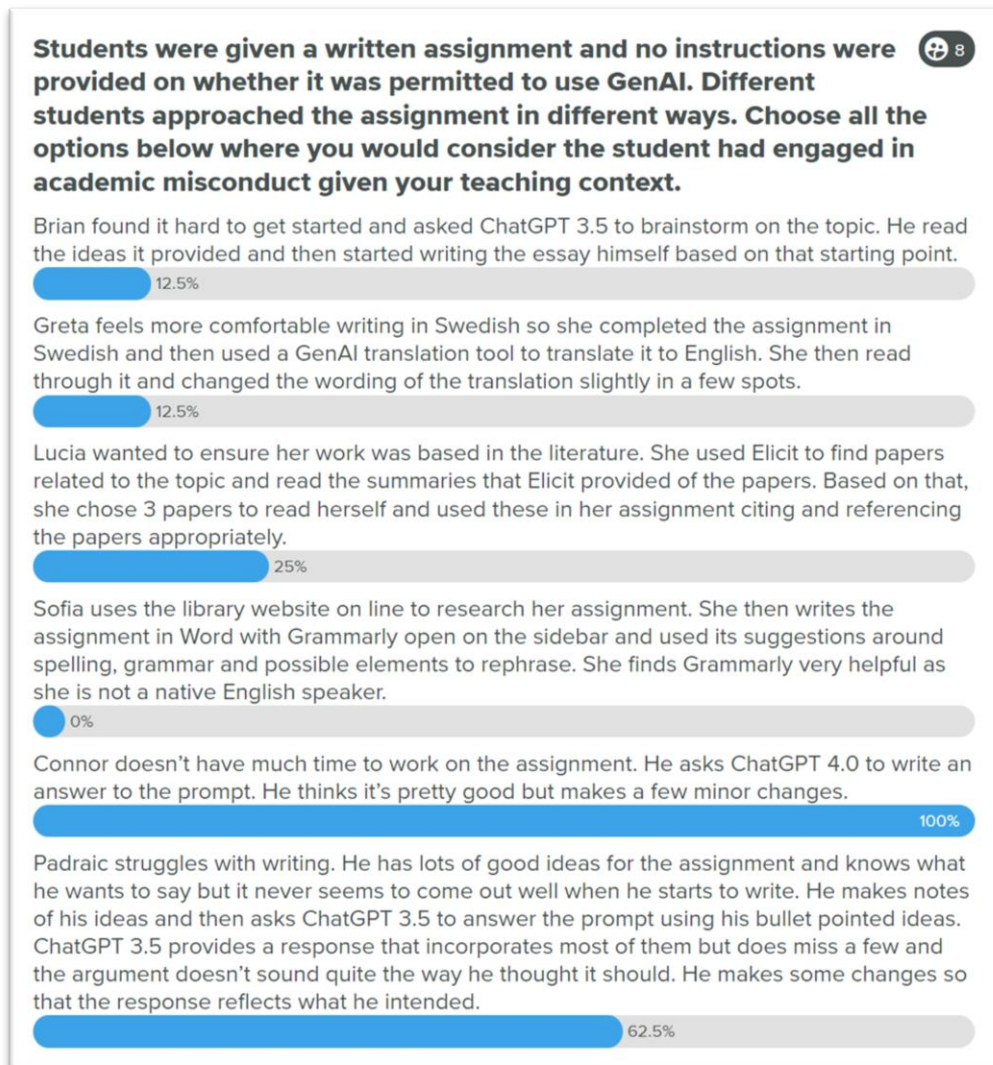 Students were given a written assignment and no instructions were
8
provided on whether it was permitted to use GenAI. Different
students approached the assignment in different ways. Choose all the
options below where you would consider the student had engaged in
academic misconduct given your teaching context.
Brian found it hard to get started and asked ChatGPT 3.5 to brainstorm on the topic. He read
the ideas it provided and then started writing the essay himself based on that starting point.
12.5%
Greta feels more comfortable writing in Swedish so she completed the assignment in
Swedish and then used a GenAI translation tool to translate it to English. She then read
through it and changed the wording of the translation slightly in a few spots.
12.5%
Lucia wanted to ensure her work was based in the literature. She used Elicit to find papers
related to the topic and read the summaries that Elicit provided of the papers. Based on that,
she chose 3 papers to read herself and used these in her assignment citing and referencing
the papers appropriately.
25%
Sofia uses the library website on line to research her assignment. She then writes the
assignment in Word with Grammarly open on the sidebar and used its suggestions around
spelling, grammar and possible elements to rephrase. She finds Grammarly very helpful as
she is not a native English speaker.
0%
Connor doesn't have much time to work on the assignment. He asks ChatGPT 4.0 to write an
answer to the prompt. He thinks it's pretty good but makes a few minor changes.
100%
Padraic struggles with writing. He has lots of good ideas for the assignment and knows what
he wants to say but it never seems to come out well when he starts to write. He makes notes
of his ideas and then asks ChatGPT 3.5 to answer the prompt using his bullet pointed ideas.
ChatGPT 3.5 provides a response that incorporates most of them but does miss a few and
the argument doesn't sound quite the way he thought it should. He makes some changes so
that the response reflects what he intended.
62.5%